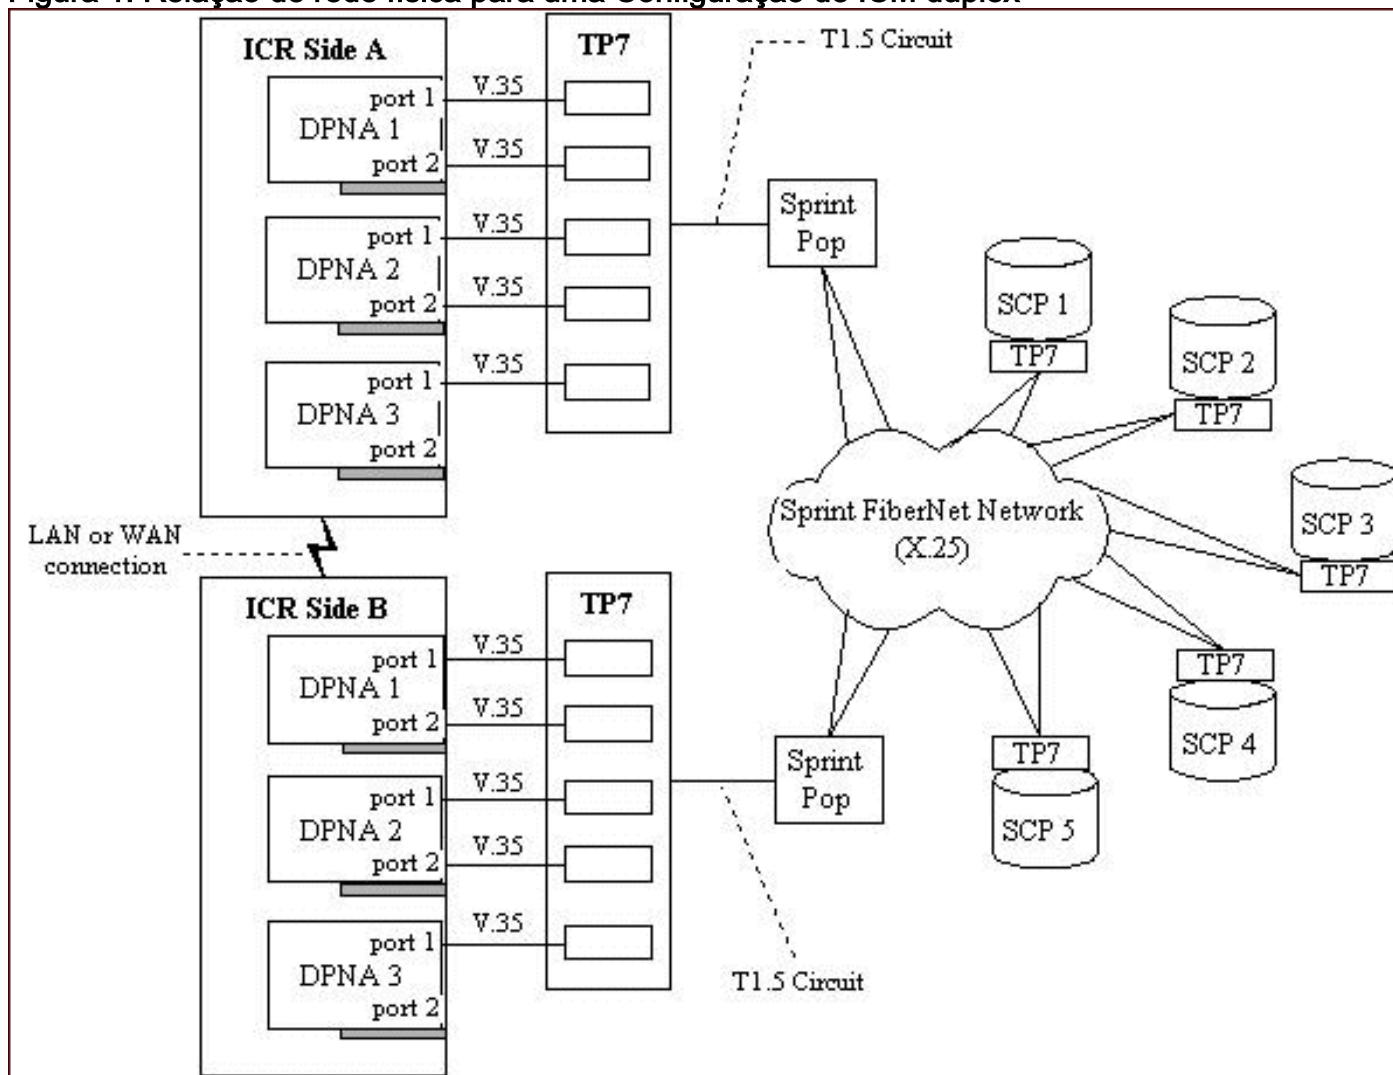 Figura 1. Relação de rede física para uma Configuração de ICM duplex
ICR Side A
port 1
DPNA 1
port 2
port 1
DPNA 2
port 2
port 1
DPNA 3
port 2
V.35
V.35
V.35
V.35
V.35
TP7
T1.5 Circuit
Sprint
Pop
SCP 1
TP7
SCP 2
TP7
SCP 3
TP7
Sprint FiberNet Network
(X.25)
LAN or WAN
connection
ICR Side B
port 1
DPNA 1
port 2
port 1
DPNA 2
port 2
port 1
DPNA 3
port 2
V.35
V.35
V.35
V.35
V.35
TP7
Sprint
Pop
T1.5 Circuit
TP7
SCP 4
TP7
SCP 5